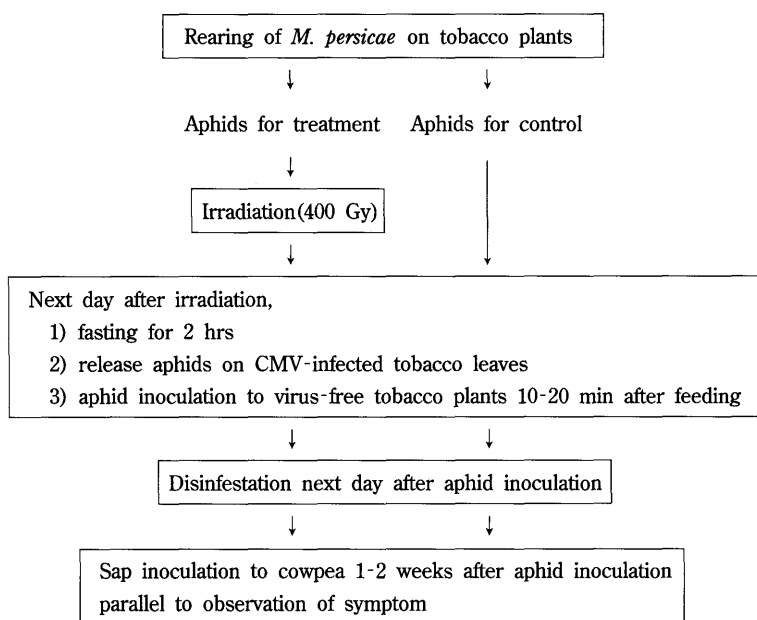 Rearing of M. persicae on tobacco plants
Aphids for treatment Aphids for control
Irradiation(400 Gy)
Next day after irradiation,
1) fasting for 2 hrs
2) release aphids on CMV-infected tobacco leaves
3) aphid inoculation to virus-free tobacco plants 10-20 min after feeding
Disinfestation next day after aphid inoculation
Sap inoculation to cowpea 1-2 weeks after aphid inoculation
parallel to observation of symptom